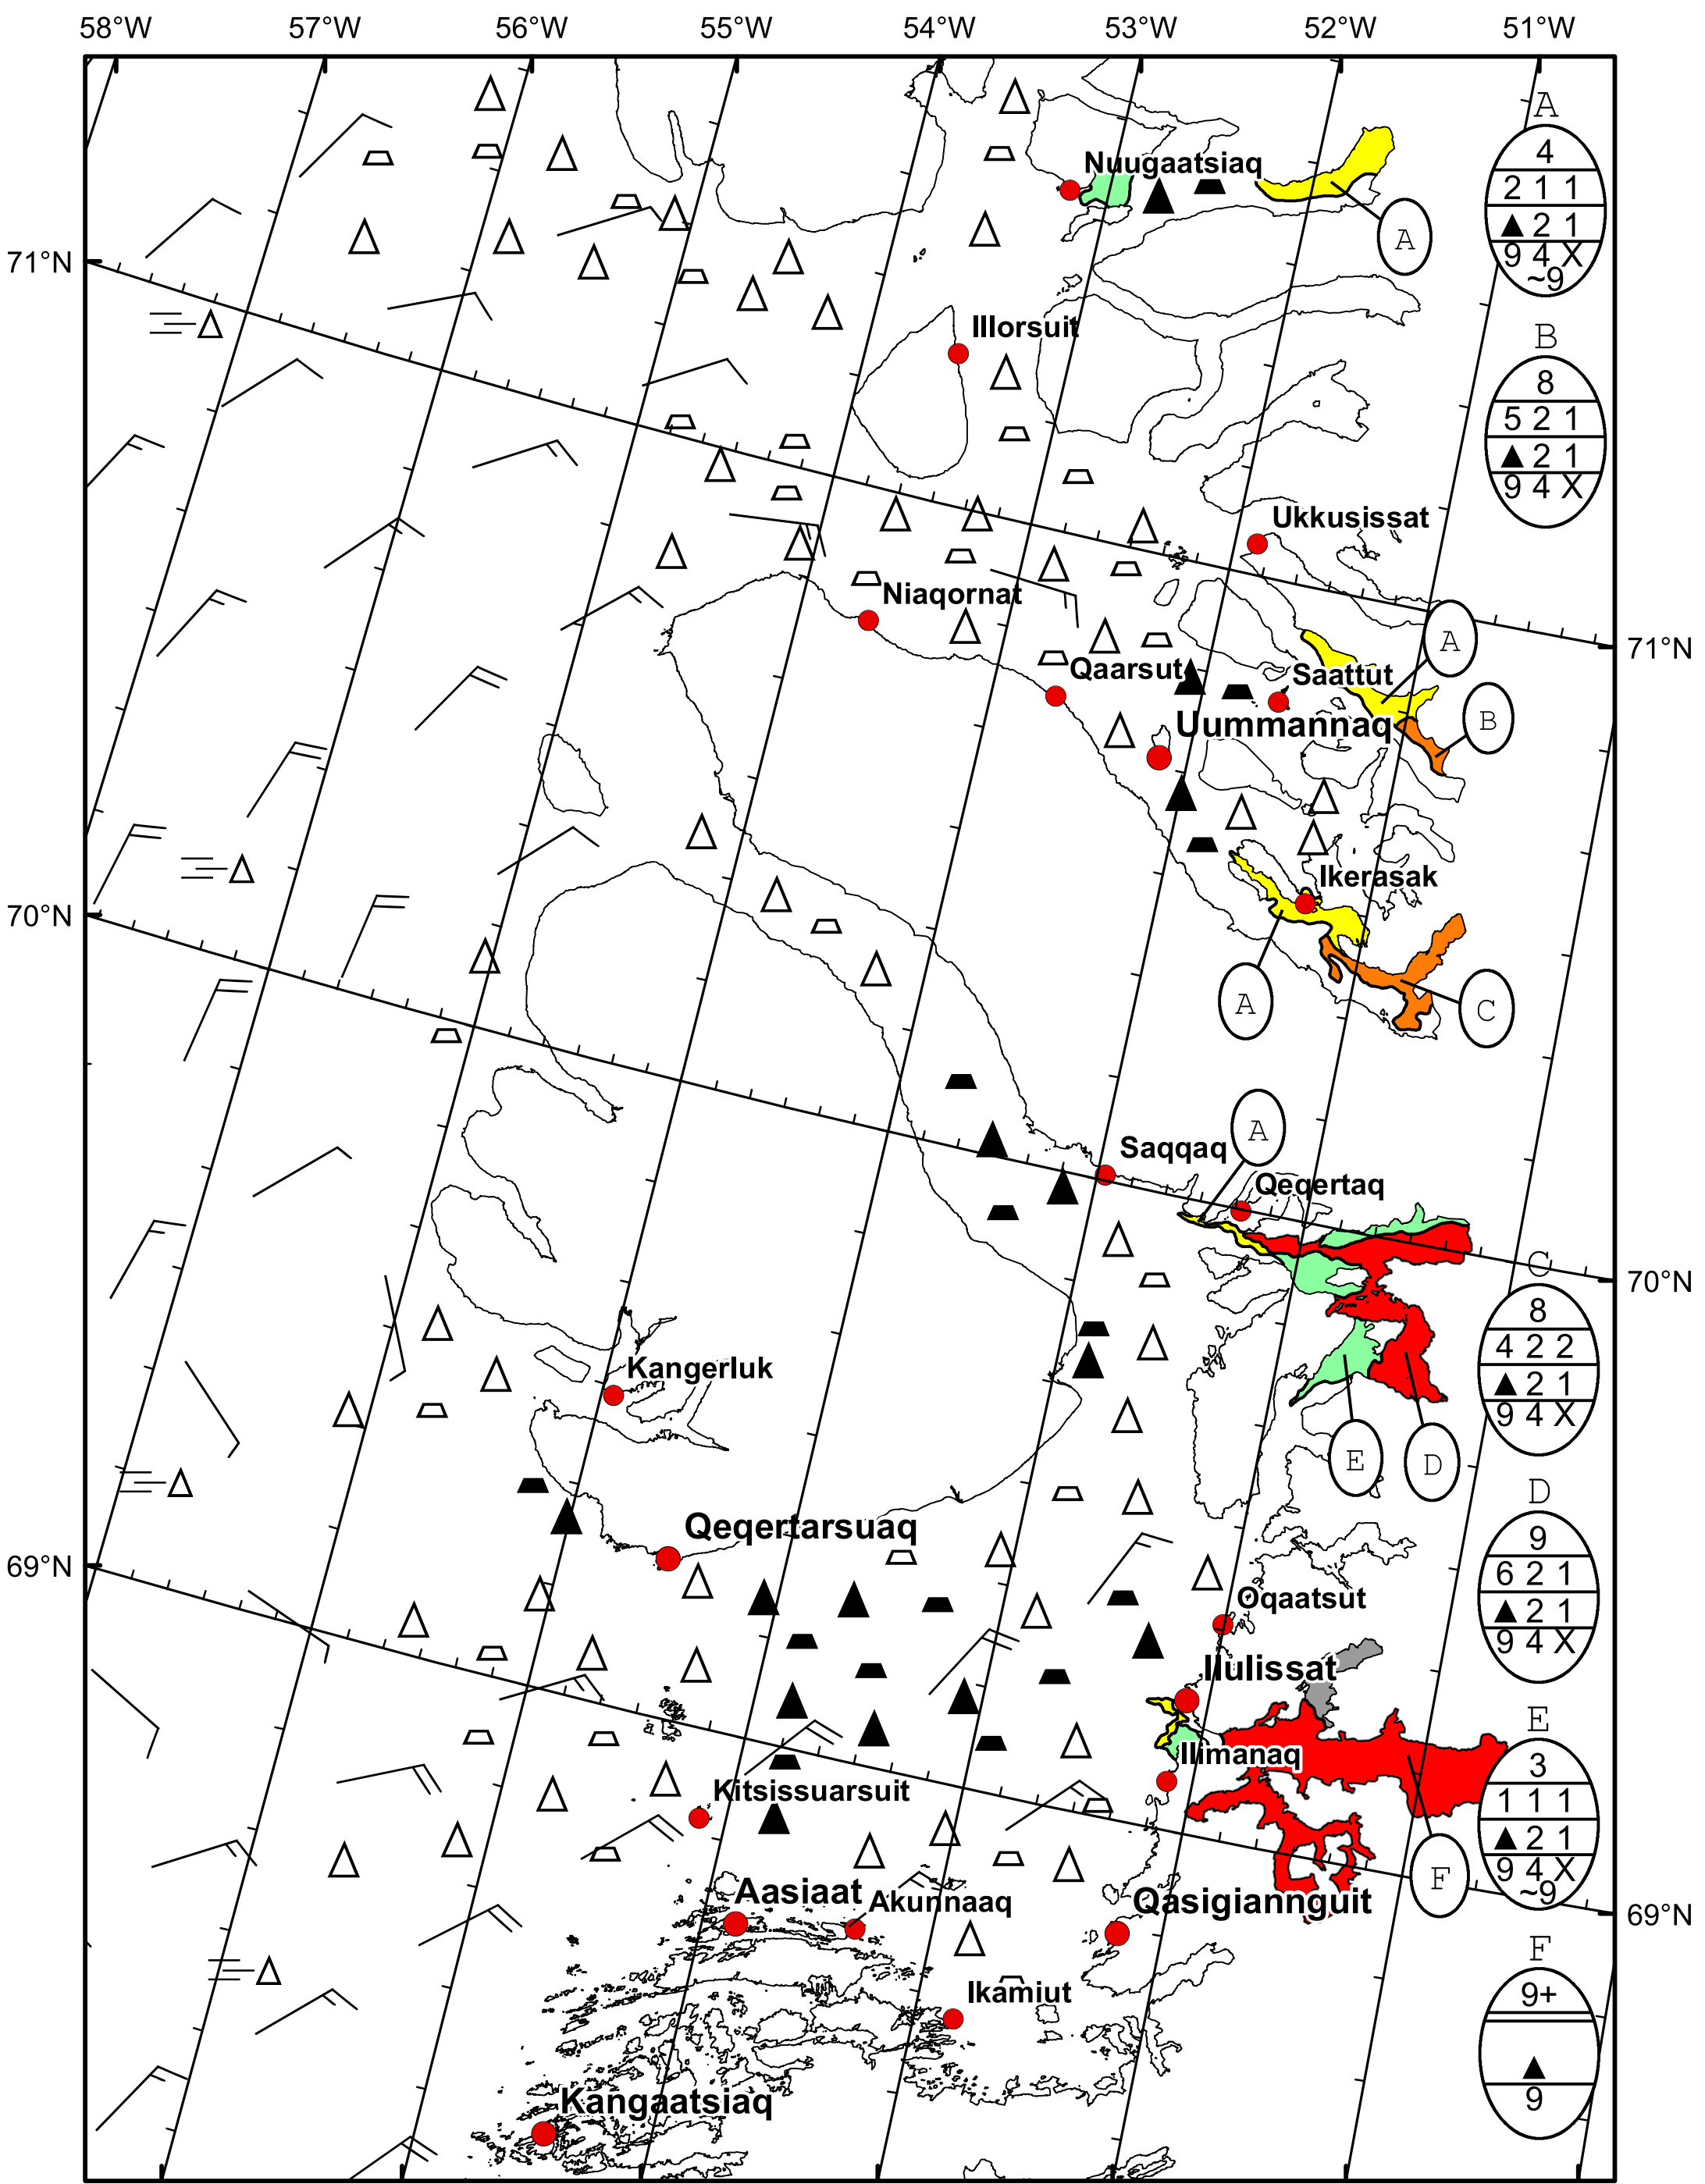 58°W 57°W 56°W 55°W 54°W 53°W 52°W 51°W
A
4
2 1 1
▲ 2 1
9 4 X
~9
Nuugaatsiaq
A
71°N
Illorsuit
B
8
5 2 1
▲ 2 1
9 4 X
Ukkusissat
Niaqornat
A
71°N
Qaarsut
Saattut
B
Uummannaq
Ikerasak
70°N
A
C
A
Saqqaq
Qeqertaq
C
8
4 2 2
▲ 2 1
9 4 X
70°N
Kangerluk
E
D
D
9
6 2 1
▲ 2 1
9 4 X
Qeqertarsuaq
69°N
Oqaatsut
Ilulissat
E
3
1 1 1
▲ 2 1
9 4 X
~9
Ilimanaq
Kitsissuarsuit
F
Aasiaat
Akunnaaq
Qasigiannguit
69°N
F
9+
▲
9
Ikamiut
Kangaatsiaq